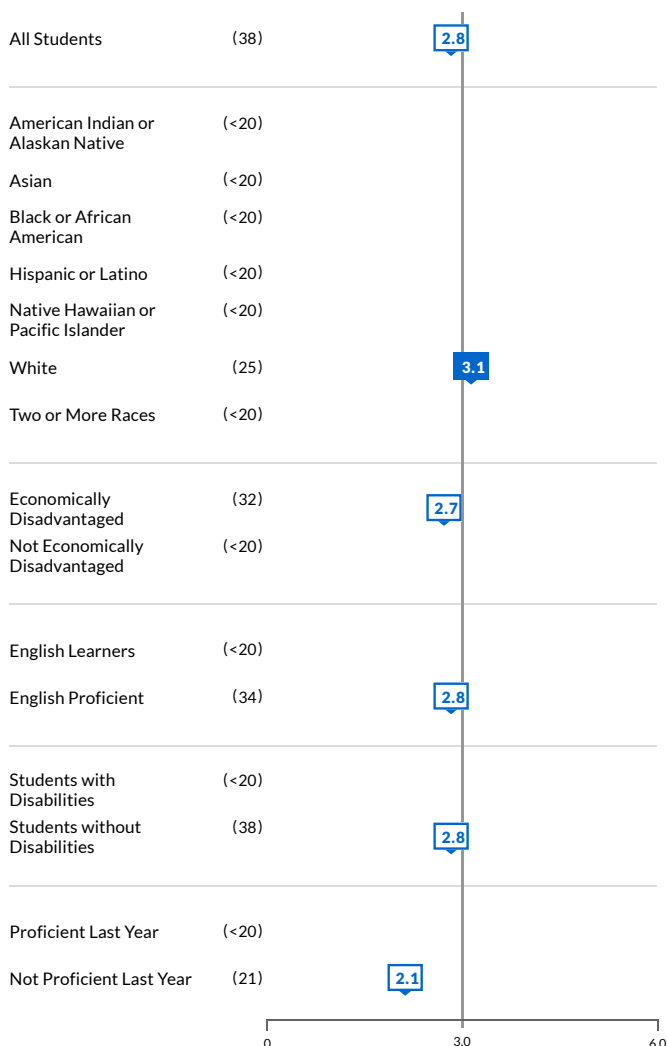 All Students (38) 2.8
American Indian or (<20)
Alaskan Native
Asian (<20)
Black or African (<20)
American
Hispanic or Latino (<20)
Native Hawaiian or (<20)
Pacific Islander
White (25) 3.1
Two or More Races (<20)
Economically (32) 2.7
Disadvantaged
Not Economically (<20)
Disadvantaged
English Learners (<20)
English Proficient (34) 2.8
Students with (<20)
Disabilities
Students without (38) 2.8
Disabilities
Proficient Last Year (<20)
Not Proficient Last Year (21) 2.1
0 3.0 6.0